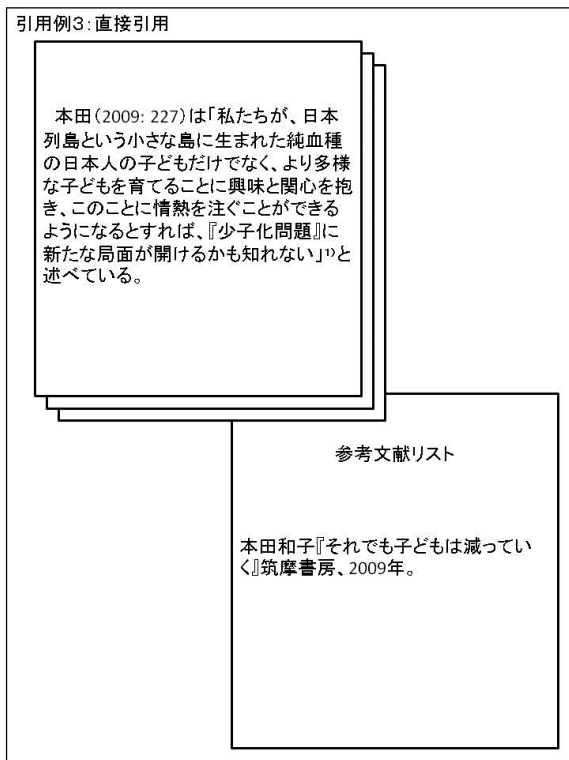 引用例3:直接引用
本田(2009: 227)は「私たちが、日本
列島という小さな島に生まれた純血種
の日本人の子どもだけでなく、より多様
な子どもを育てることに興味と関心を抱
き、このことに情熱を注ぐことができる
ようになるとすれば、『少子化問題』に
新たな局面が開けるかも知れない」¹⁾と
述べている。
参考文献リスト
本田和子『それでも子どもは減ってい
く』筑摩書房、2009年。